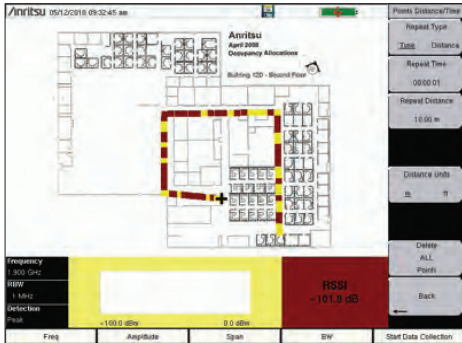 Anritsu 05/12/2010 09:32:45 am
Points Distance/Time
Anritsu
April 2008
Occupancy Allocations
Building 12D - Second Floor
Repeat Type
Time Distance
Repeat Time
00:00:01
Repeat Distance
10.00 m
Distance Units
m ft
Delete
ALL
Points
Back
Frequency
1.900 GHz
RBW
1 MHz
Detection
Peak
RSSI
-101.9 dB
-100.0 dBm 0.0 dBm
Freq Amplitude Span BW Start Data Collection